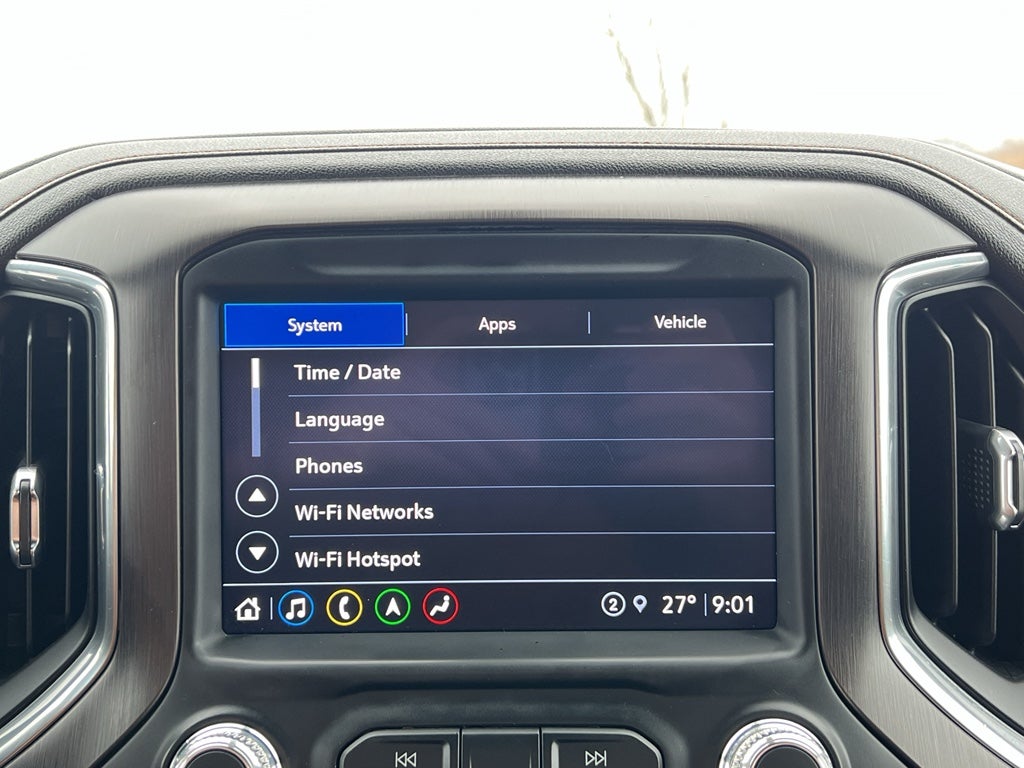 System Apps Vehicle
Time / Date
Language
Phones
Wi-Fi Networks
Wi-Fi Hotspot
2 27° 9:01